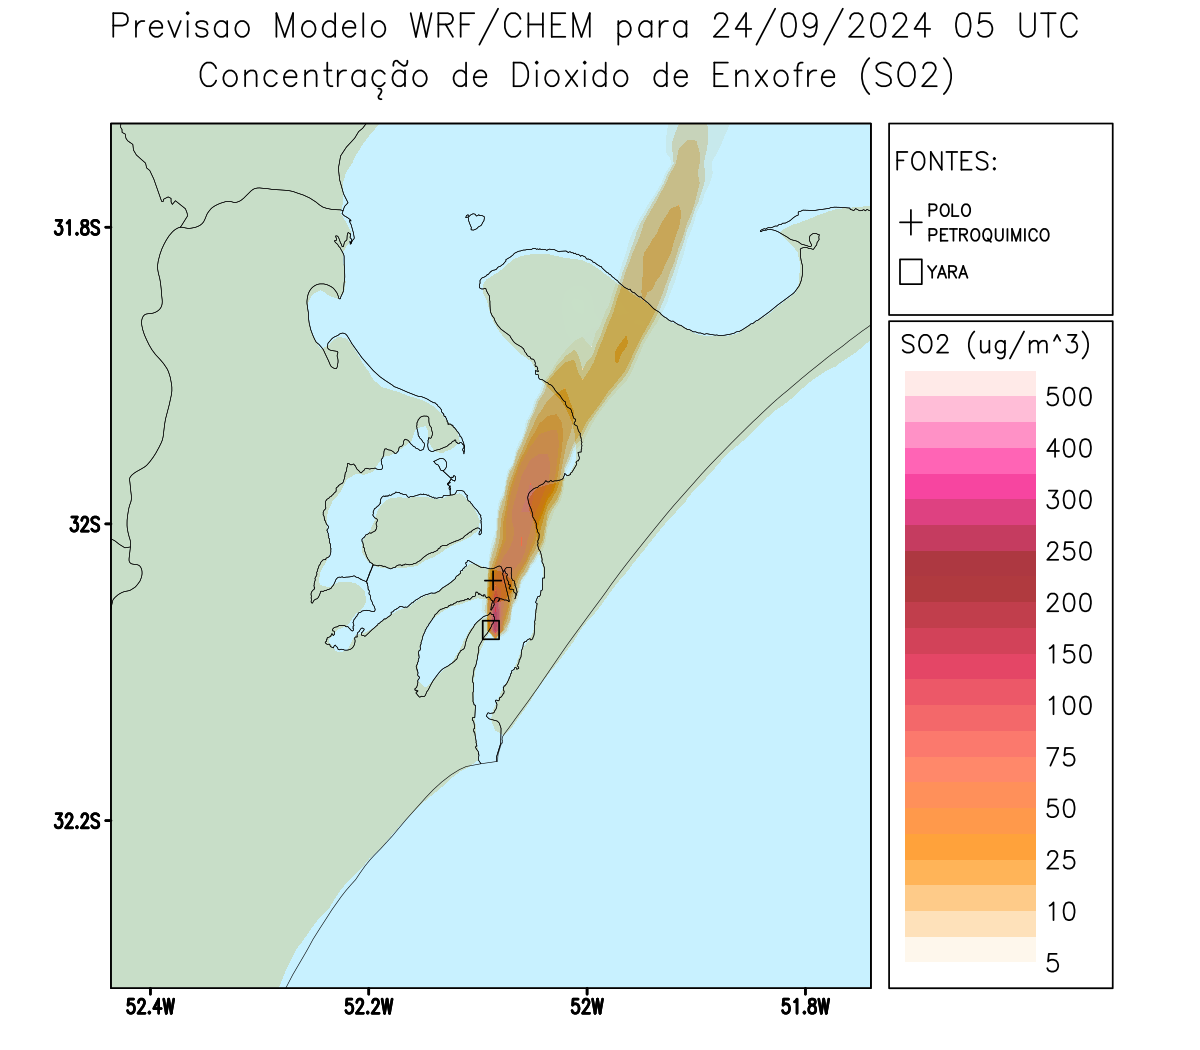 Previsao Modelo WRF/CHEM para 24/09/2024 05 UTC
Concentração de Dioxido de Enxofre (SO2)
FONTES:
POLO
PETROQUIMICO
YARA
SO2 (ug/m^3)
500
400
300
250
200
150
100
75
50
25
10
5
31.8S
32S
32.2S
52.4W
52.2W
52W
51.8W